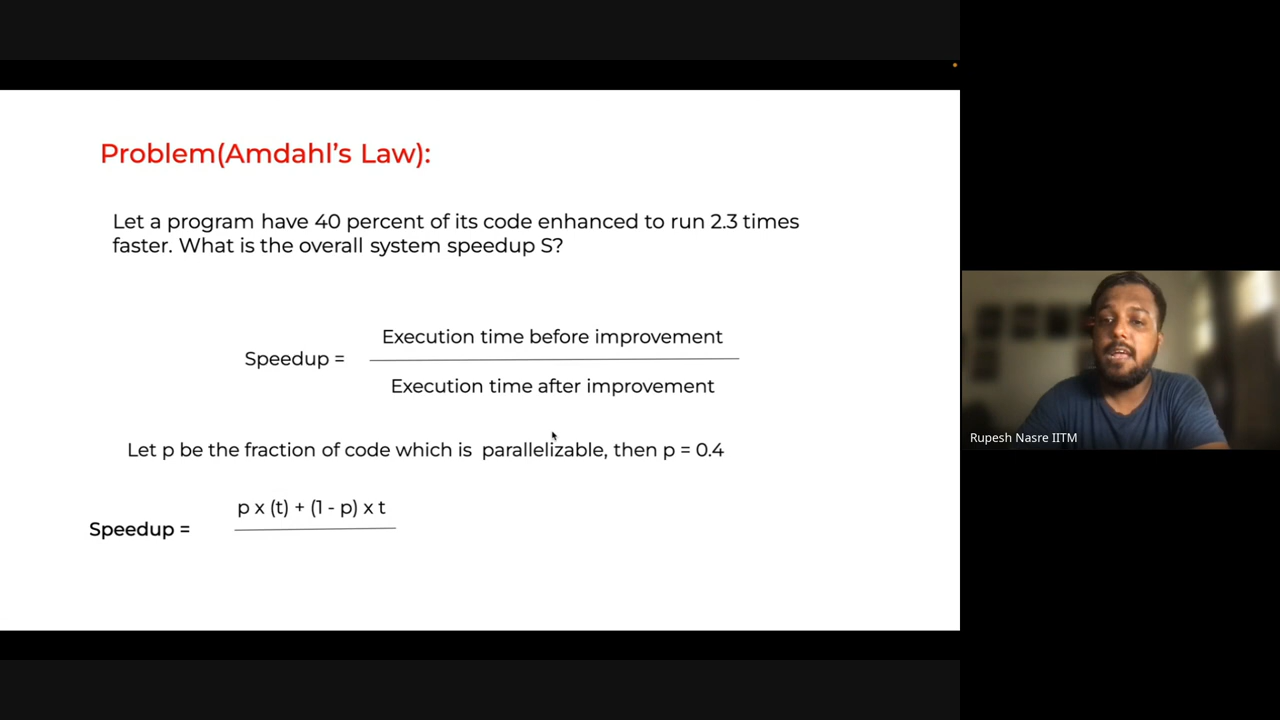 Problem(Amdahl’s Law):
Let a program have 40 percent of its code enhanced to run 2.3 times
faster. What is the overall system speedup S?
Execution time before improvement
Speedup =
Execution time after improvement
Let p be the fraction of code which is parallelizable, then p = 0.4
p x (t) + (1 - p) x t
Speedup =
Rupesh Nasre IITM